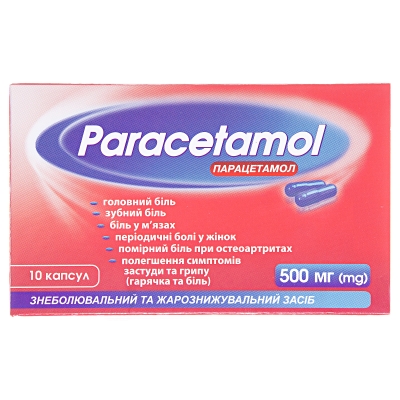 Paracetamol
ПАРАЦЕТАМОЛ
головний біль
зубний біль
біль у м'язах
періодичні болі у жінок
помірний біль при остеоартритах
полегшення симптомів
застуди та грипу
(гарячка та біль)
10 капсул
500 мг (mg)
ЗНЕБОЛЮВАЛЬНИЙ ТА ЖАРОЗНИЖУВАЛЬНИЙ ЗАСІБ